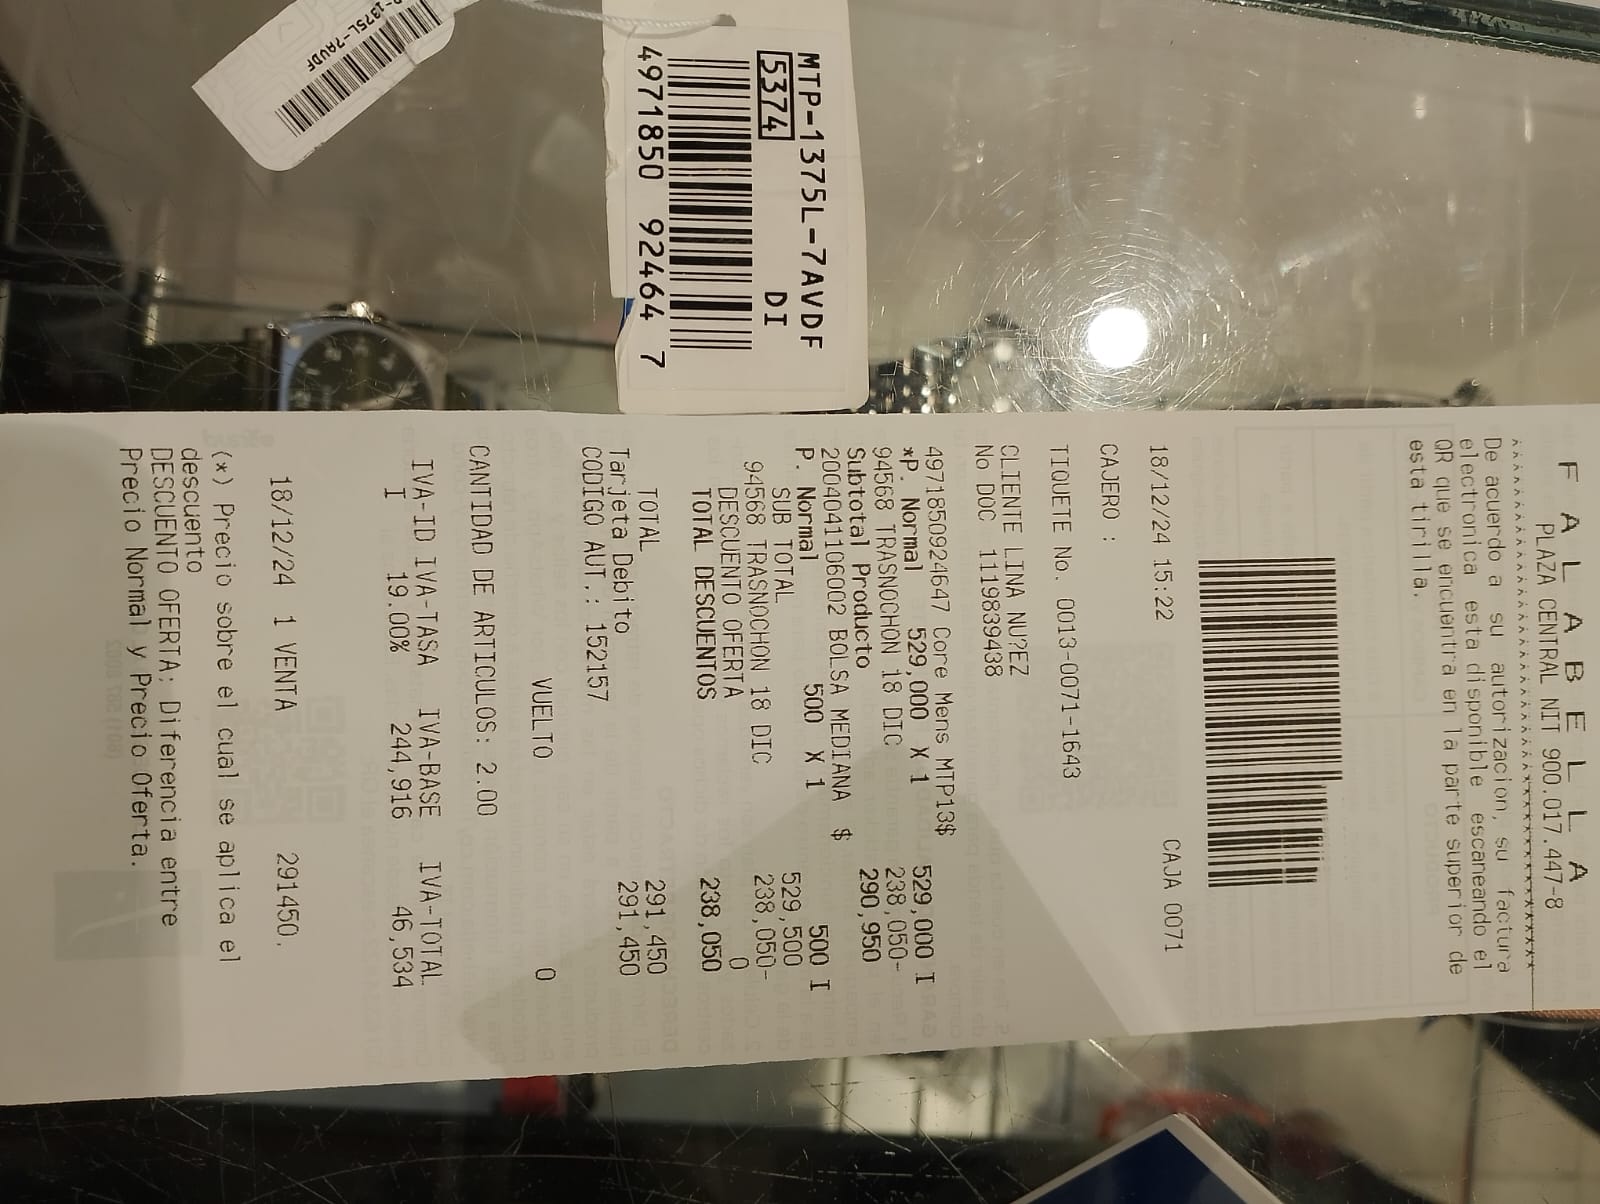 P-1375L-7AVDF
MTP-1375L-7AVDF
5374 DI
4971850 92464 7
F A L A B E L L A
PLAZA CENTRAL NIT 900.017.447-8
De acuerdo a su autorizacion, su factura
electronica esta disponible escaneando el
QR que se encuentra en la parte superior de
esta tirilla.
18/12/24 15:22 CAJA 0071
CAJERO :
TIQUETE No. 0013-0071-1643
CLIENTE LINA NU?EZ
No DOC 1119839438
4971850924647 Core Mens MTP13$
*P. Normal 529,000 X 1 529,000 I
94568 TRASNOCHON 18 DIC 238,050-
Subtotal Producto 290,950
2004041106002 BOLSA MEDIANA $
P. Normal 500 X 1 500 I
SUB TOTAL 529,500
94568 TRASNOCHON 18 DIC 238,050-
DESCUENTO OFERTA 0
TOTAL DESCUENTOS 238,050
TOTAL 291,450
Tarjeta Debito 291,450
CODIGO AUT.: 152157
VUELTO 0
CANTIDAD DE ARTICULOS: 2.00
IVA-ID IVA-TASA IVA-BASE IVA-TOTAL
I 19.00% 244,916 46,534
18/12/24 1 VENTA 291450.
(*) Precio sobre el cual se aplica el
descuento
DESCUENTO OFERTA: Diferencia entre
Precio Normal y Precio Oferta.